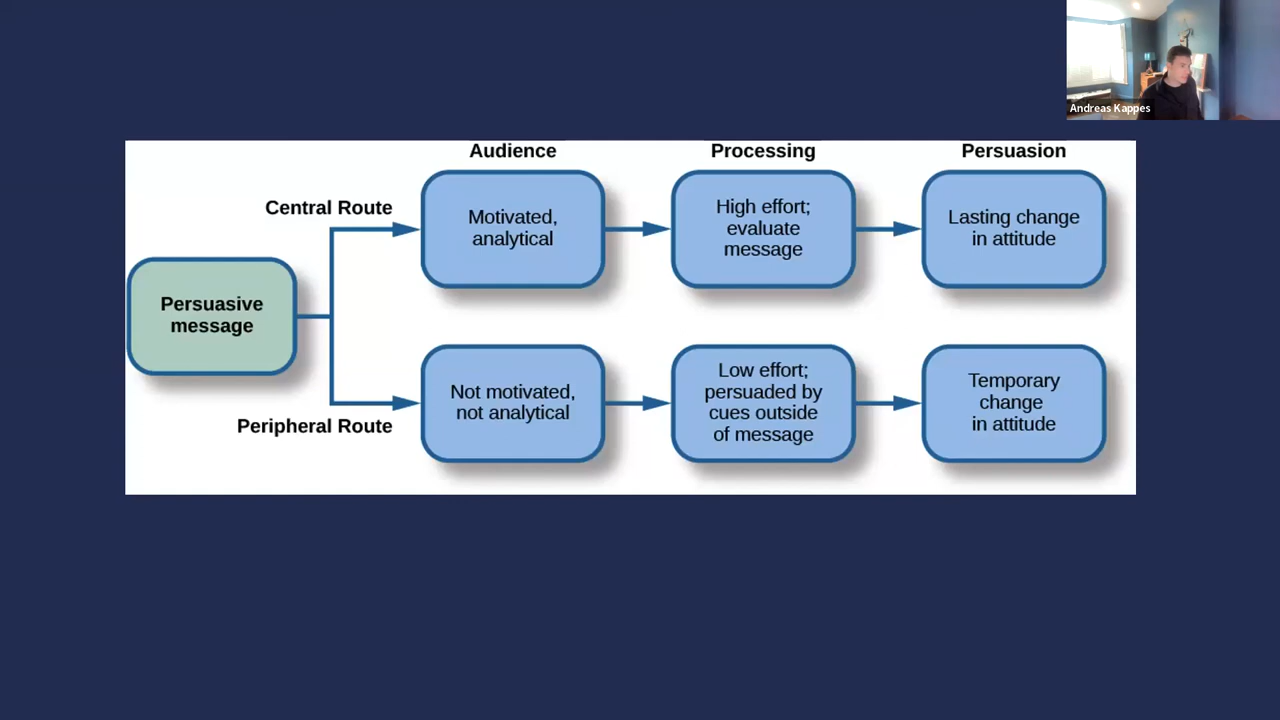 Andreas Kappes
Audience
Processing
Persuasion
Central Route
Motivated,
analytical
High effort;
evaluate
message
Lasting change
in attitude
Persuasive
message
Peripheral Route
Not motivated,
not analytical
Low effort;
persuaded by
cues outside
of message
Temporary
change
in attitude